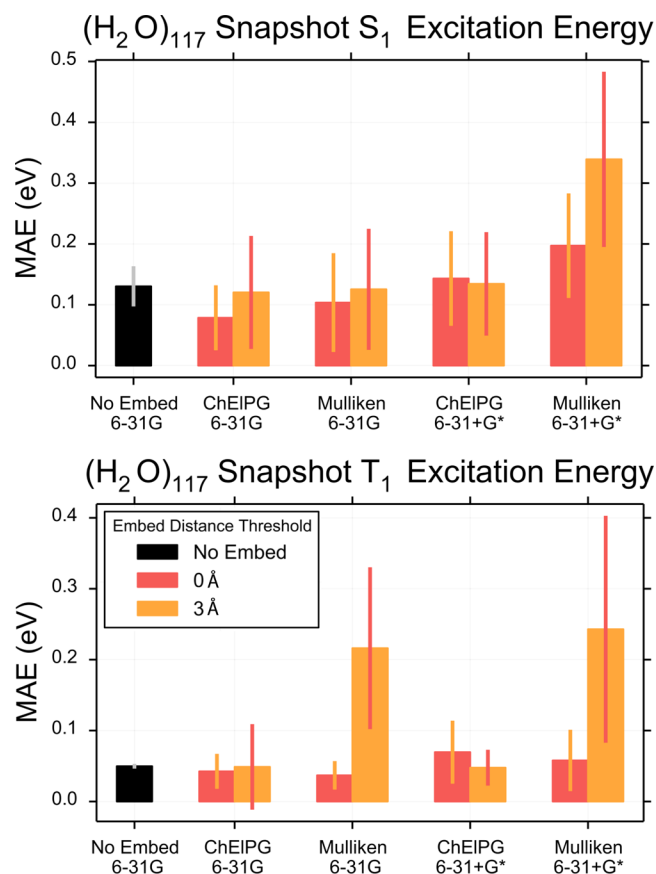 (H₂O)₁₁₇ Snapshot S₁ Excitation Energy
MAE (eV)
0.5
0.4
0.3
0.2
0.1
0.0
No Embed ChElPG Mulliken ChElPG Mulliken
6-31G 6-31G 6-31G 6-31+G* 6-31+G*
(H₂O)₁₁₇ Snapshot T₁ Excitation Energy
MAE (eV)
0.4
0.3
0.2
0.1
0.0
Embed Distance Threshold
No Embed
0 Å
3 Å
No Embed ChElPG Mulliken ChElPG Mulliken
6-31G 6-31G 6-31G 6-31+G* 6-31+G*